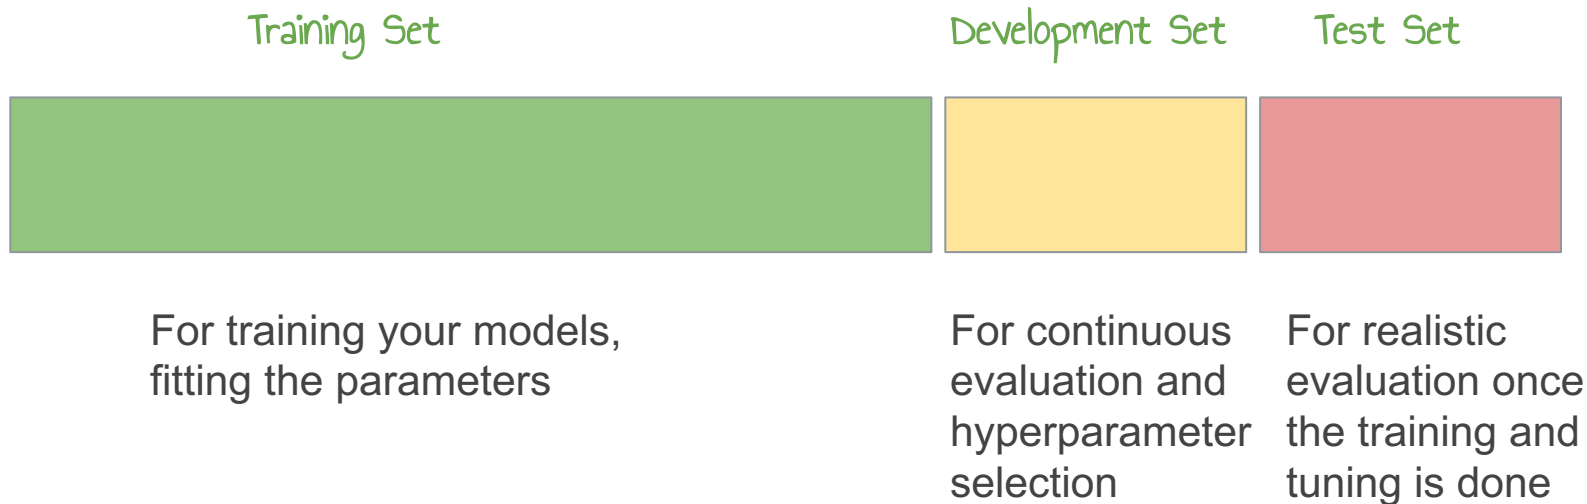 Training Set
Development Set
Test Set
For training your models,
fitting the parameters
For continuous
evaluation and
hyperparameter
selection
For realistic
evaluation once
the training and
tuning is done